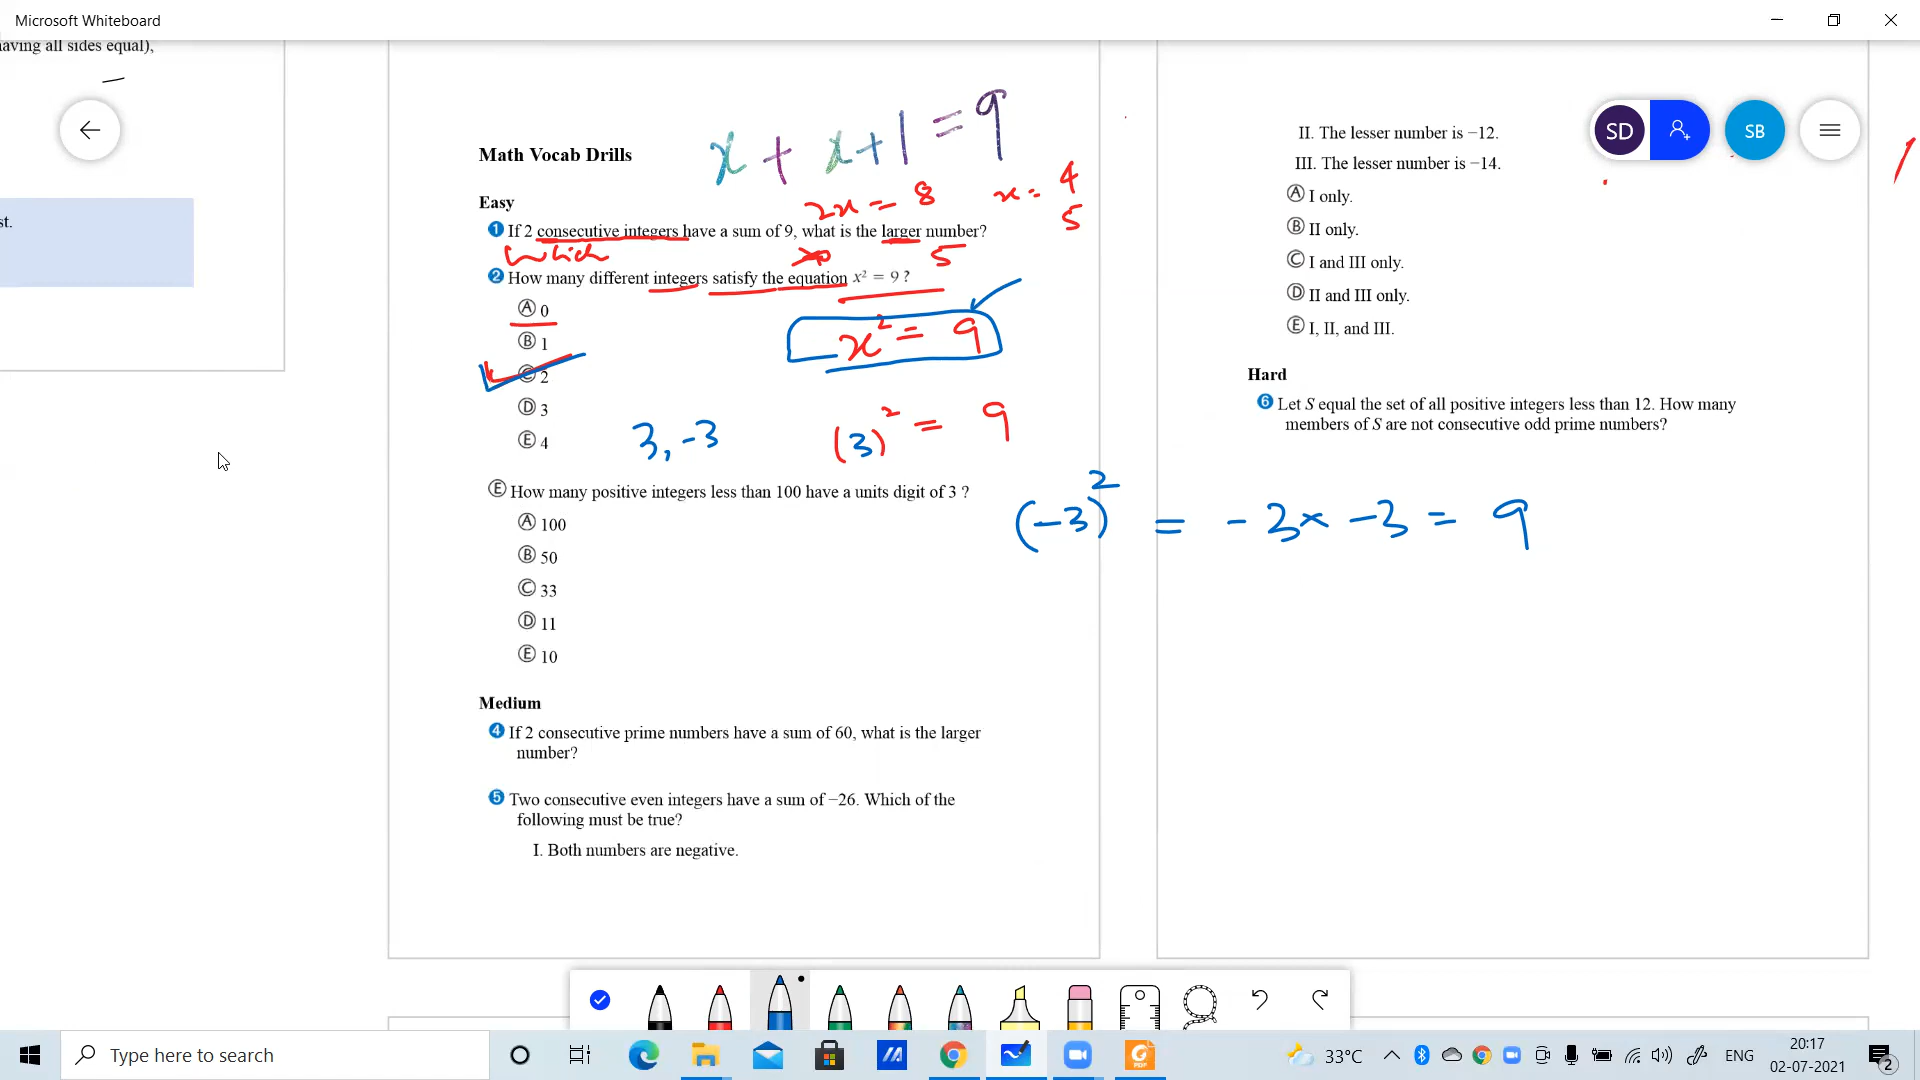 Microsoft Whiteboard
aving all sides equal),
st.
x + x+1 = 9
Math Vocab Drills
2x = 8 x = 4
5
Easy
1 If 2 consecutive integers have a sum of 9, what is the larger number?
which 5
2 How many different integers satisfy the equation x² = 9 ?
A 0
x² = 9
B 1
C 2
D 3
E 4
3, -3 (3)² = 9
E How many positive integers less than 100 have a units digit of 3 ?
(-3)² = -3x -3 = 9
A 100
B 50
C 33
D 11
E 10
Medium
4 If 2 consecutive prime numbers have a sum of 60, what is the larger
number?
5 Two consecutive even integers have a sum of −26. Which of the
following must be true?
I. Both numbers are negative.
SD
SB
II. The lesser number is −12.
III. The lesser number is −14.
A I only.
B II only.
C I and III only.
D II and III only.
E I, II, and III.
Hard
6 Let S equal the set of all positive integers less than 12. How many
members of S are not consecutive odd prime numbers?
Type here to search
33°C
ENG
20:17
02-07-2021
2